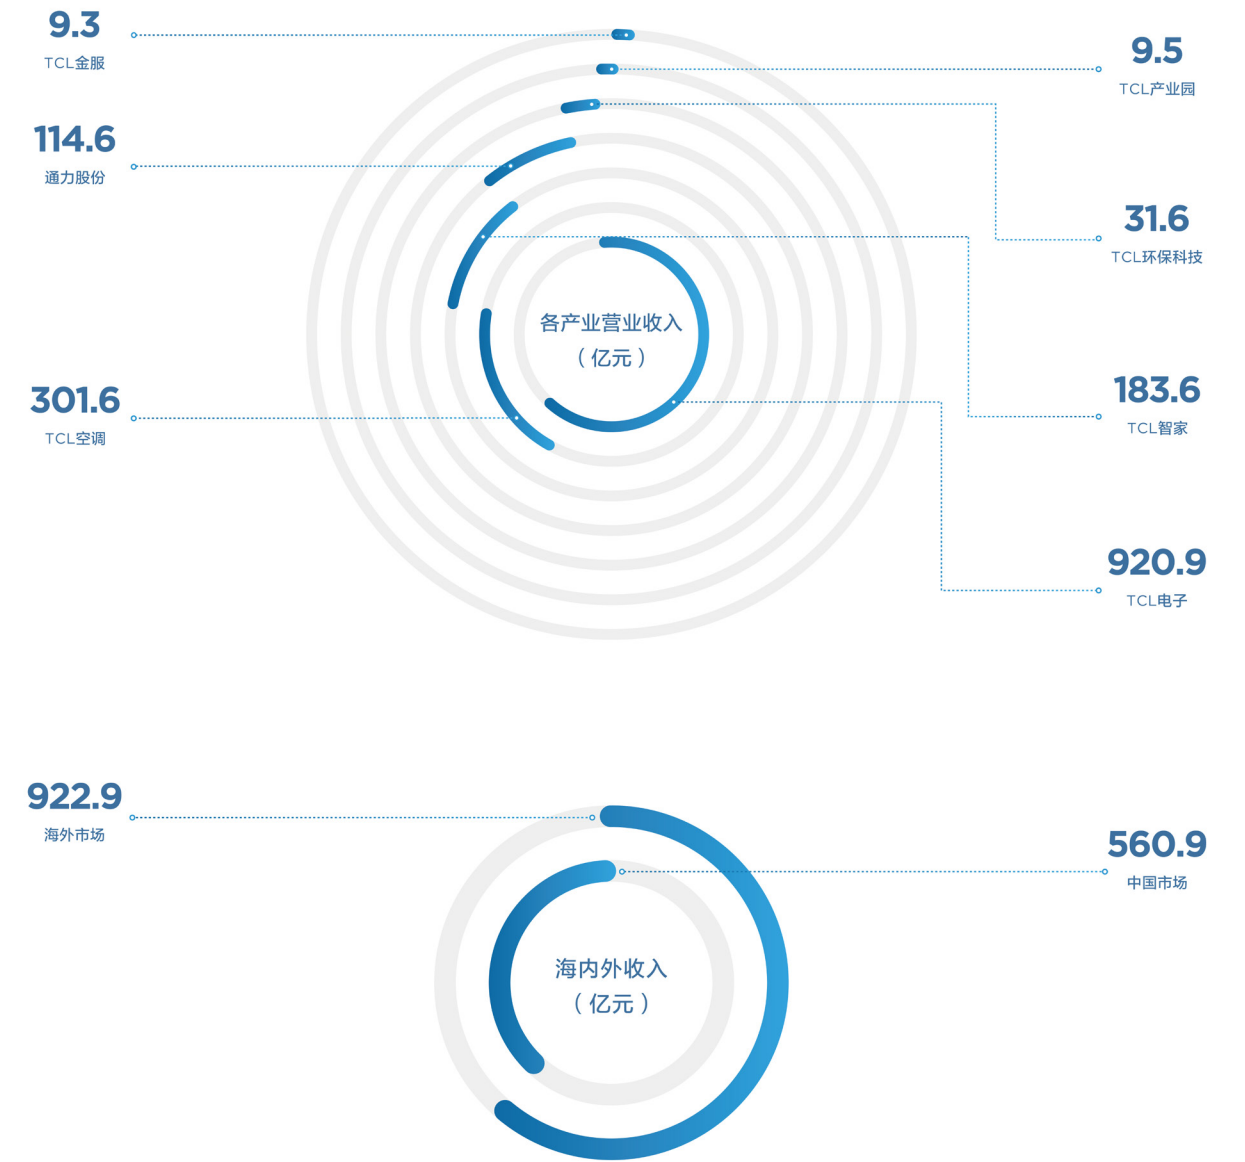 9.3
TCL金服
9.5
TCL产业园
114.6
通力股份
31.6
TCL环保科技
各产业营业收入
（亿元）
301.6
TCL空调
183.6
TCL智家
920.9
TCL电子
922.9
海外市场
560.9
中国市场
海内外收入
（亿元）